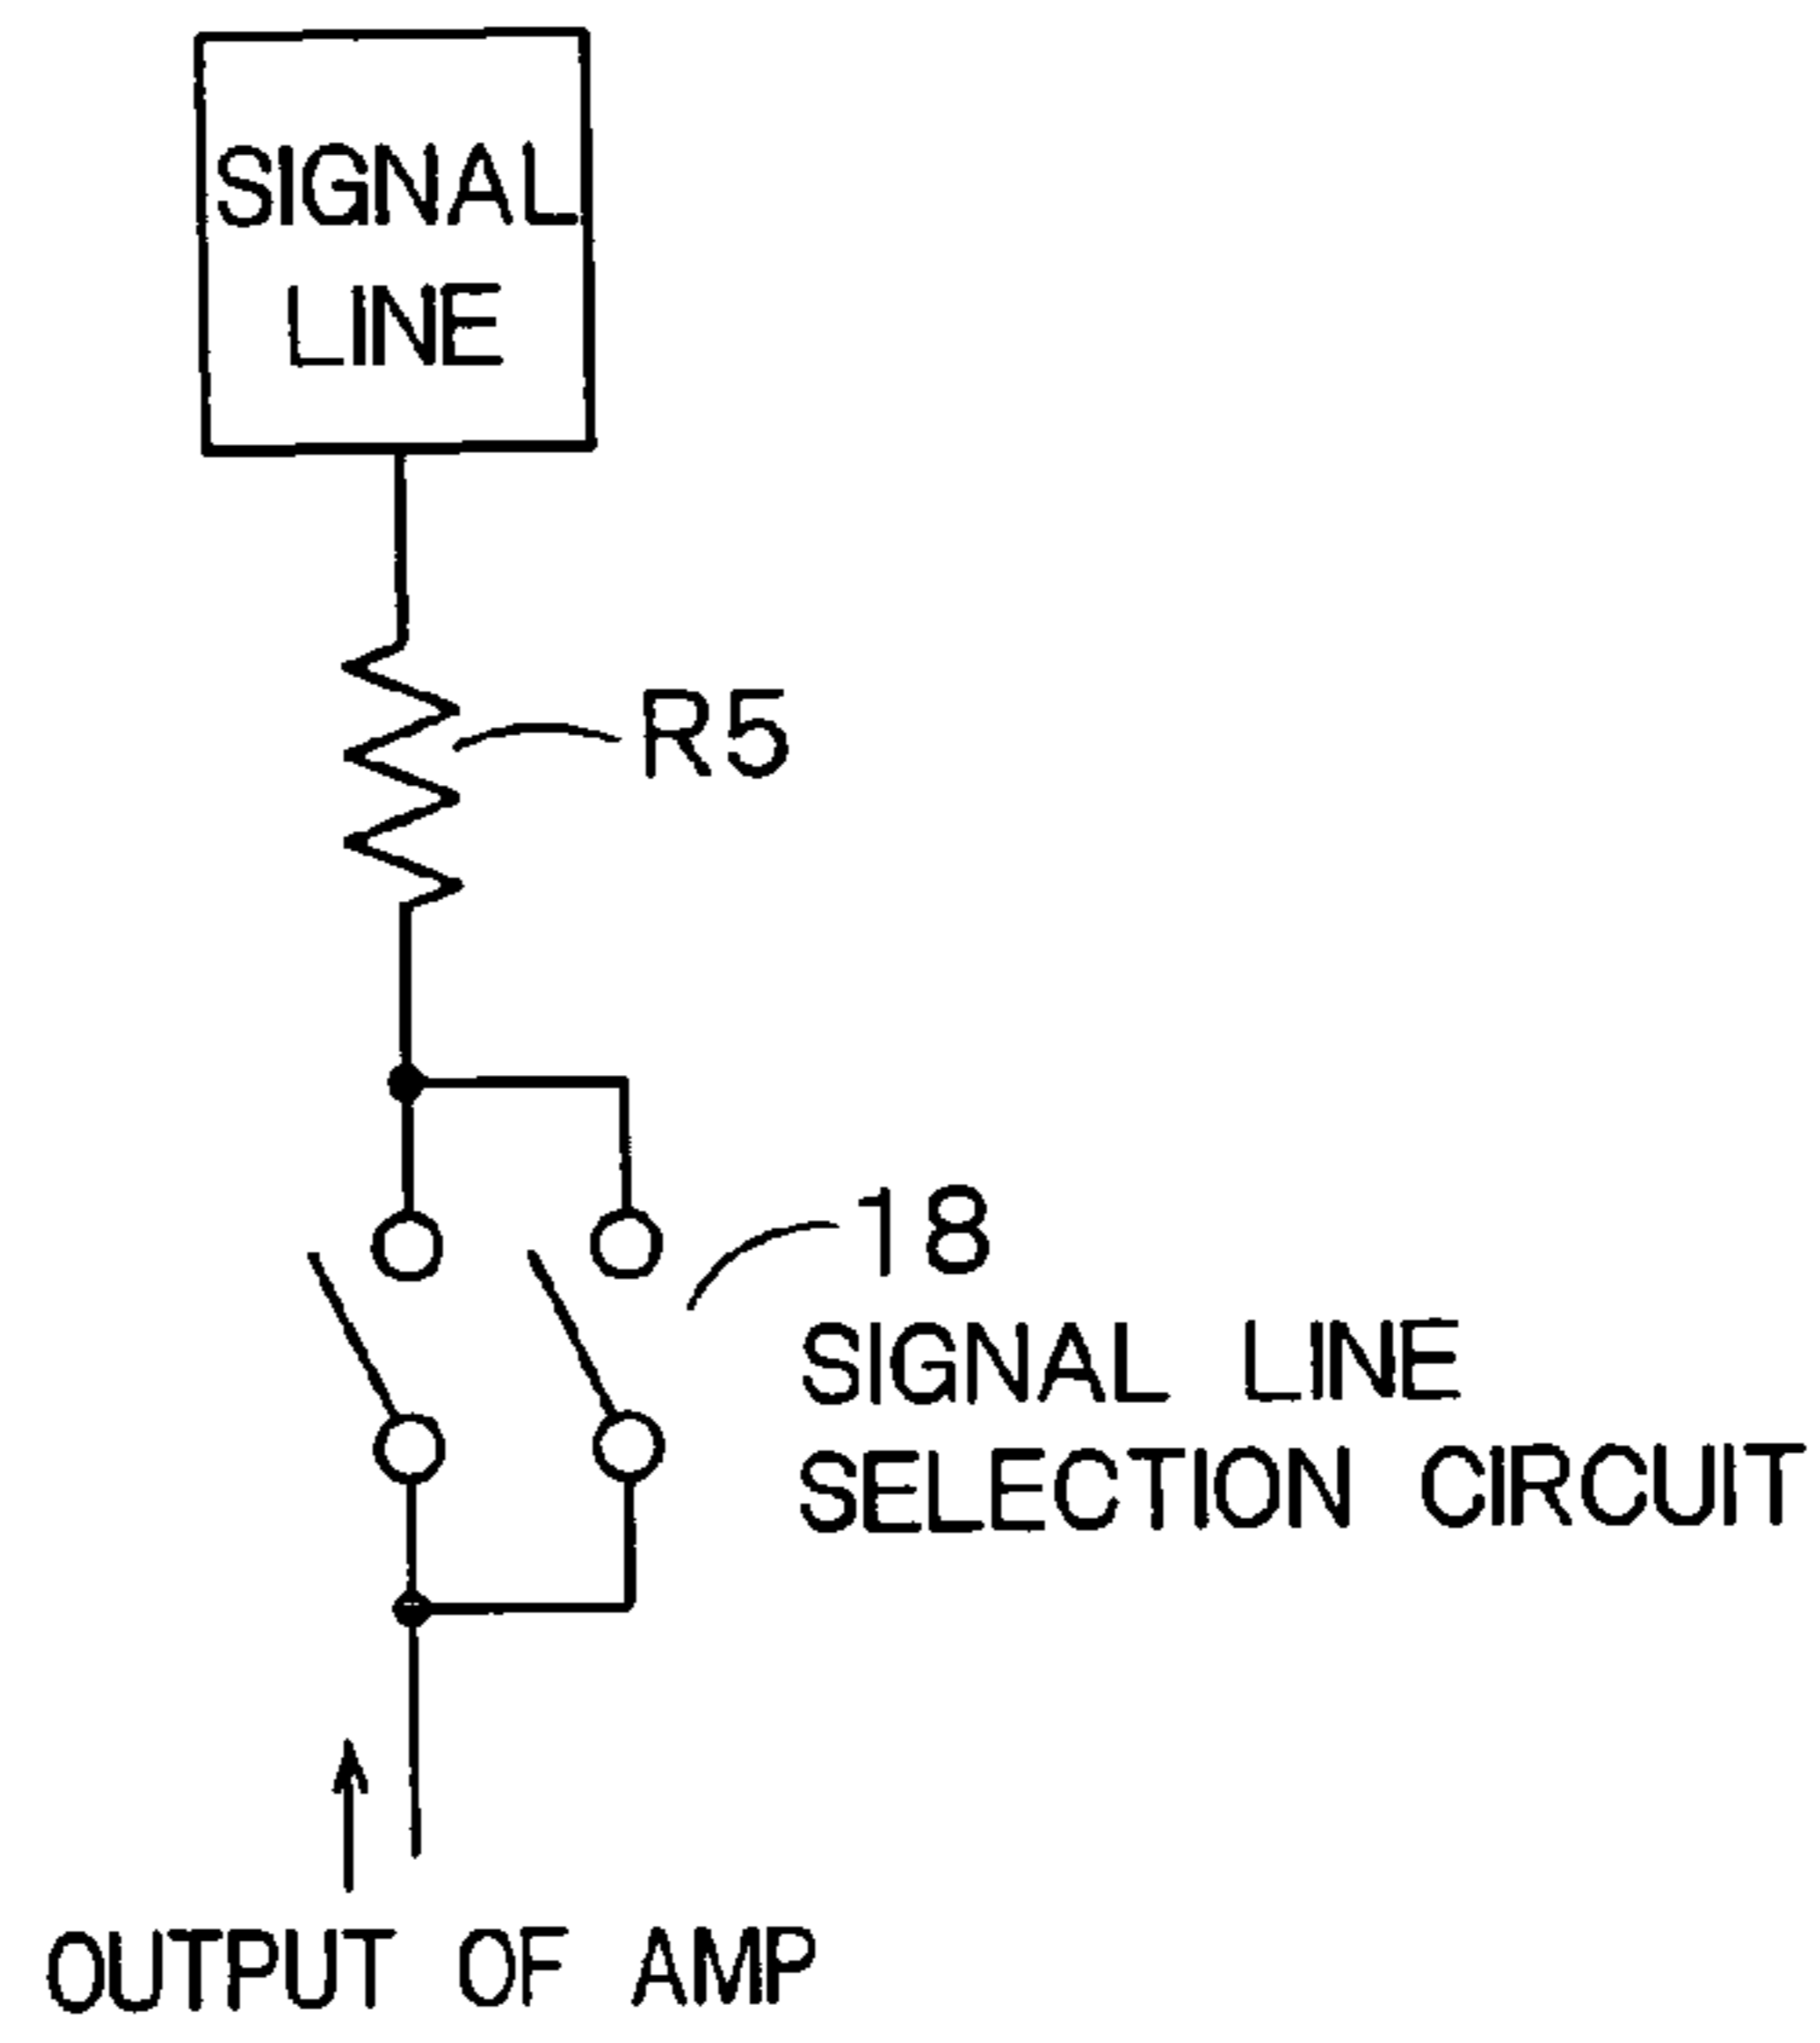 SIGNAL
LINE
R5
18
SIGNAL LINE
SELECTION CIRCUIT
OUTPUT OF AMP